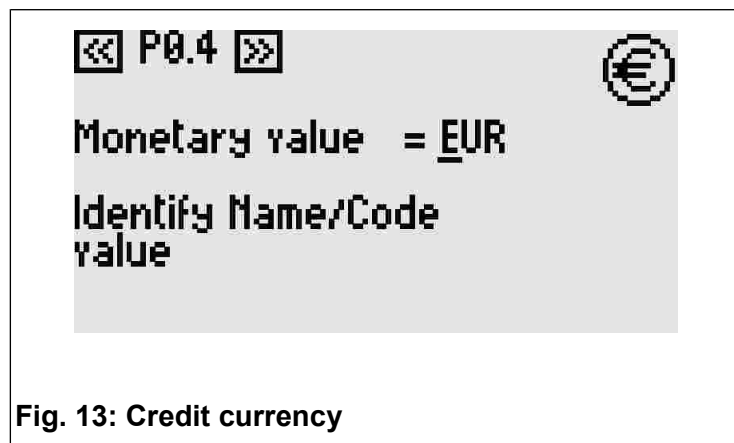 « P0.4 »
€
Monetary value = EUR
Identify Name/Code
value
Fig. 13: Credit currency